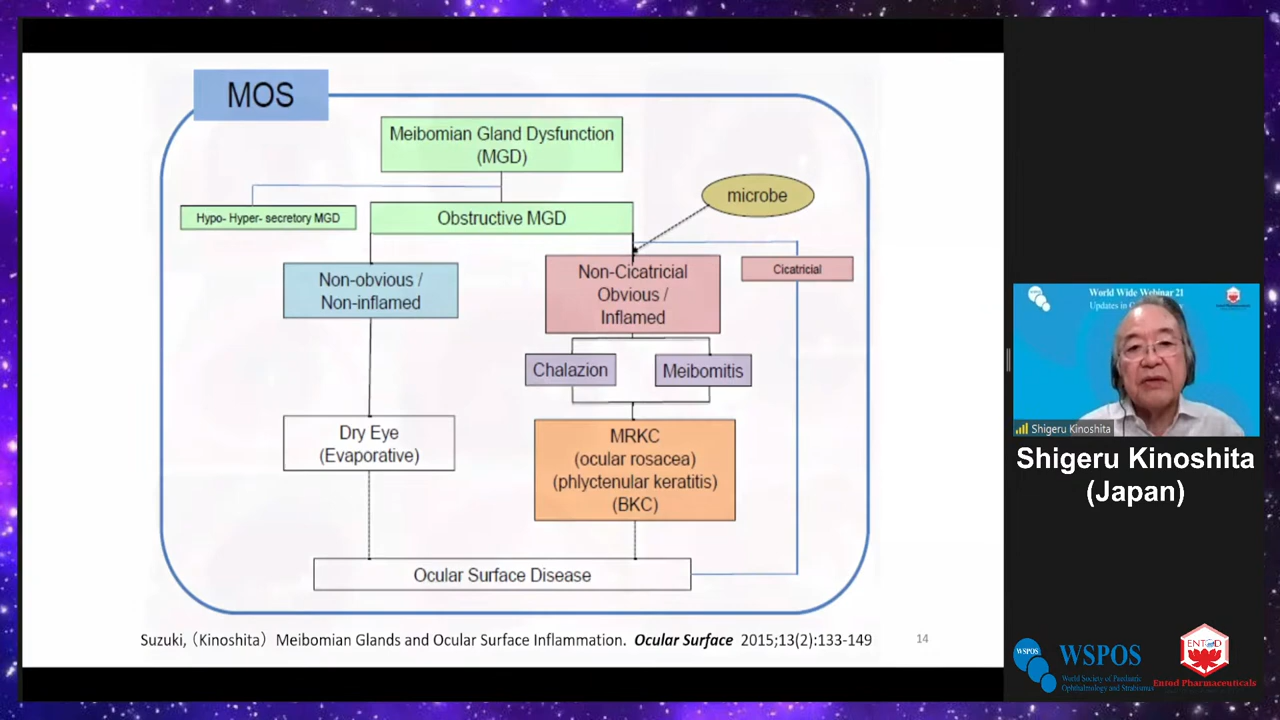 MOS
Meibomian Gland Dysfunction
(MGD)
microbe
Hypo- Hyper- secretory MGD
Obstructive MGD
Non-obvious /
Non-inflamed
Non-Cicatricial
Obvious /
Inflamed
Cicatricial
Chalazion
Meibomitis
Dry Eye
(Evaporative)
MRKC
(ocular rosacea)
(phlyctenular keratitis)
(BKC)
Ocular Surface Disease
Suzuki, (Kinoshita) Meibomian Glands and Ocular Surface Inflammation. Ocular Surface 2015;13(2):133-149
14
World Wide Webinar 21
Updates in
Shigeru Kinoshita
Shigeru Kinoshita
(Japan)
WSPOS
WSPOS
World Society of Paediatric
Ophthalmology and Strabismus
ENTOD
Entod Pharmaceuticals